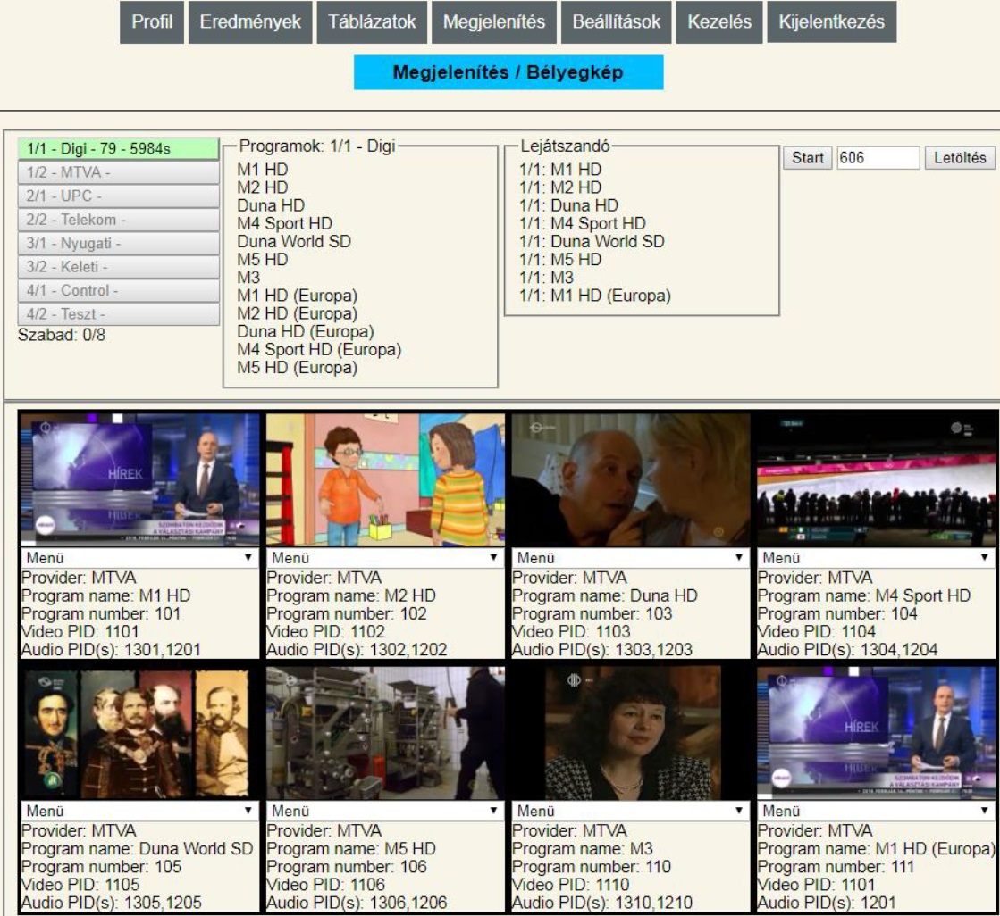 Profil Eredmények Táblázatok Megjelenítés Beállítások Kezelés Kijelentkezés
Megjelenítés / Bélyegkép
1/1 - Digi - 79 - 5984s
1/2 - MTVA -
2/1 - UPC -
2/2 - Telekom -
3/1 - Nyugati -
3/2 - Keleti -
4/1 - Control -
4/2 - Teszt -
Szabad: 0/8
Programok: 1/1 - Digi
M1 HD
M2 HD
Duna HD
M4 Sport HD
Duna World SD
M5 HD
M3
M1 HD (Europa)
M2 HD (Europa)
Duna HD (Europa)
M4 Sport HD (Europa)
M5 HD (Europa)
Lejátszandó
1/1: M1 HD
1/1: M2 HD
1/1: Duna HD
1/1: M4 Sport HD
1/1: Duna World SD
1/1: M5 HD
1/1: M3
1/1: M1 HD (Europa)
Start 606 Letöltés
HÍREK
SZOMBATON KEZDŐDIK
A VÁLASZTÁSI KAMPÁNY
Menü
Provider: MTVA
Program name: M1 HD
Program number: 101
Video PID: 1101
Audio PID(s): 1301,1201
Menü
Provider: MTVA
Program name: M2 HD
Program number: 102
Video PID: 1102
Audio PID(s): 1302,1202
Menü
Provider: MTVA
Program name: Duna HD
Program number: 103
Video PID: 1103
Audio PID(s): 1303,1203
Menü
Provider: MTVA
Program name: M4 Sport HD
Program number: 104
Video PID: 1104
Audio PID(s): 1304,1204
Menü
Provider: MTVA
Program name: Duna World SD
Program number: 105
Video PID: 1105
Audio PID(s): 1305,1205
Menü
Provider: MTVA
Program name: M5 HD
Program number: 106
Video PID: 1106
Audio PID(s): 1306,1206
Menü
Provider: MTVA
Program name: M3
Program number: 110
Video PID: 1110
Audio PID(s): 1310,1210
HÍREK
SZOMBATON KEZDŐDIK
A VÁLASZTÁSI KAMPÁNY
Menü
Provider: MTVA
Program name: M1 HD (Europa)
Program number: 111
Video PID: 1101
Audio PID(s): 1201